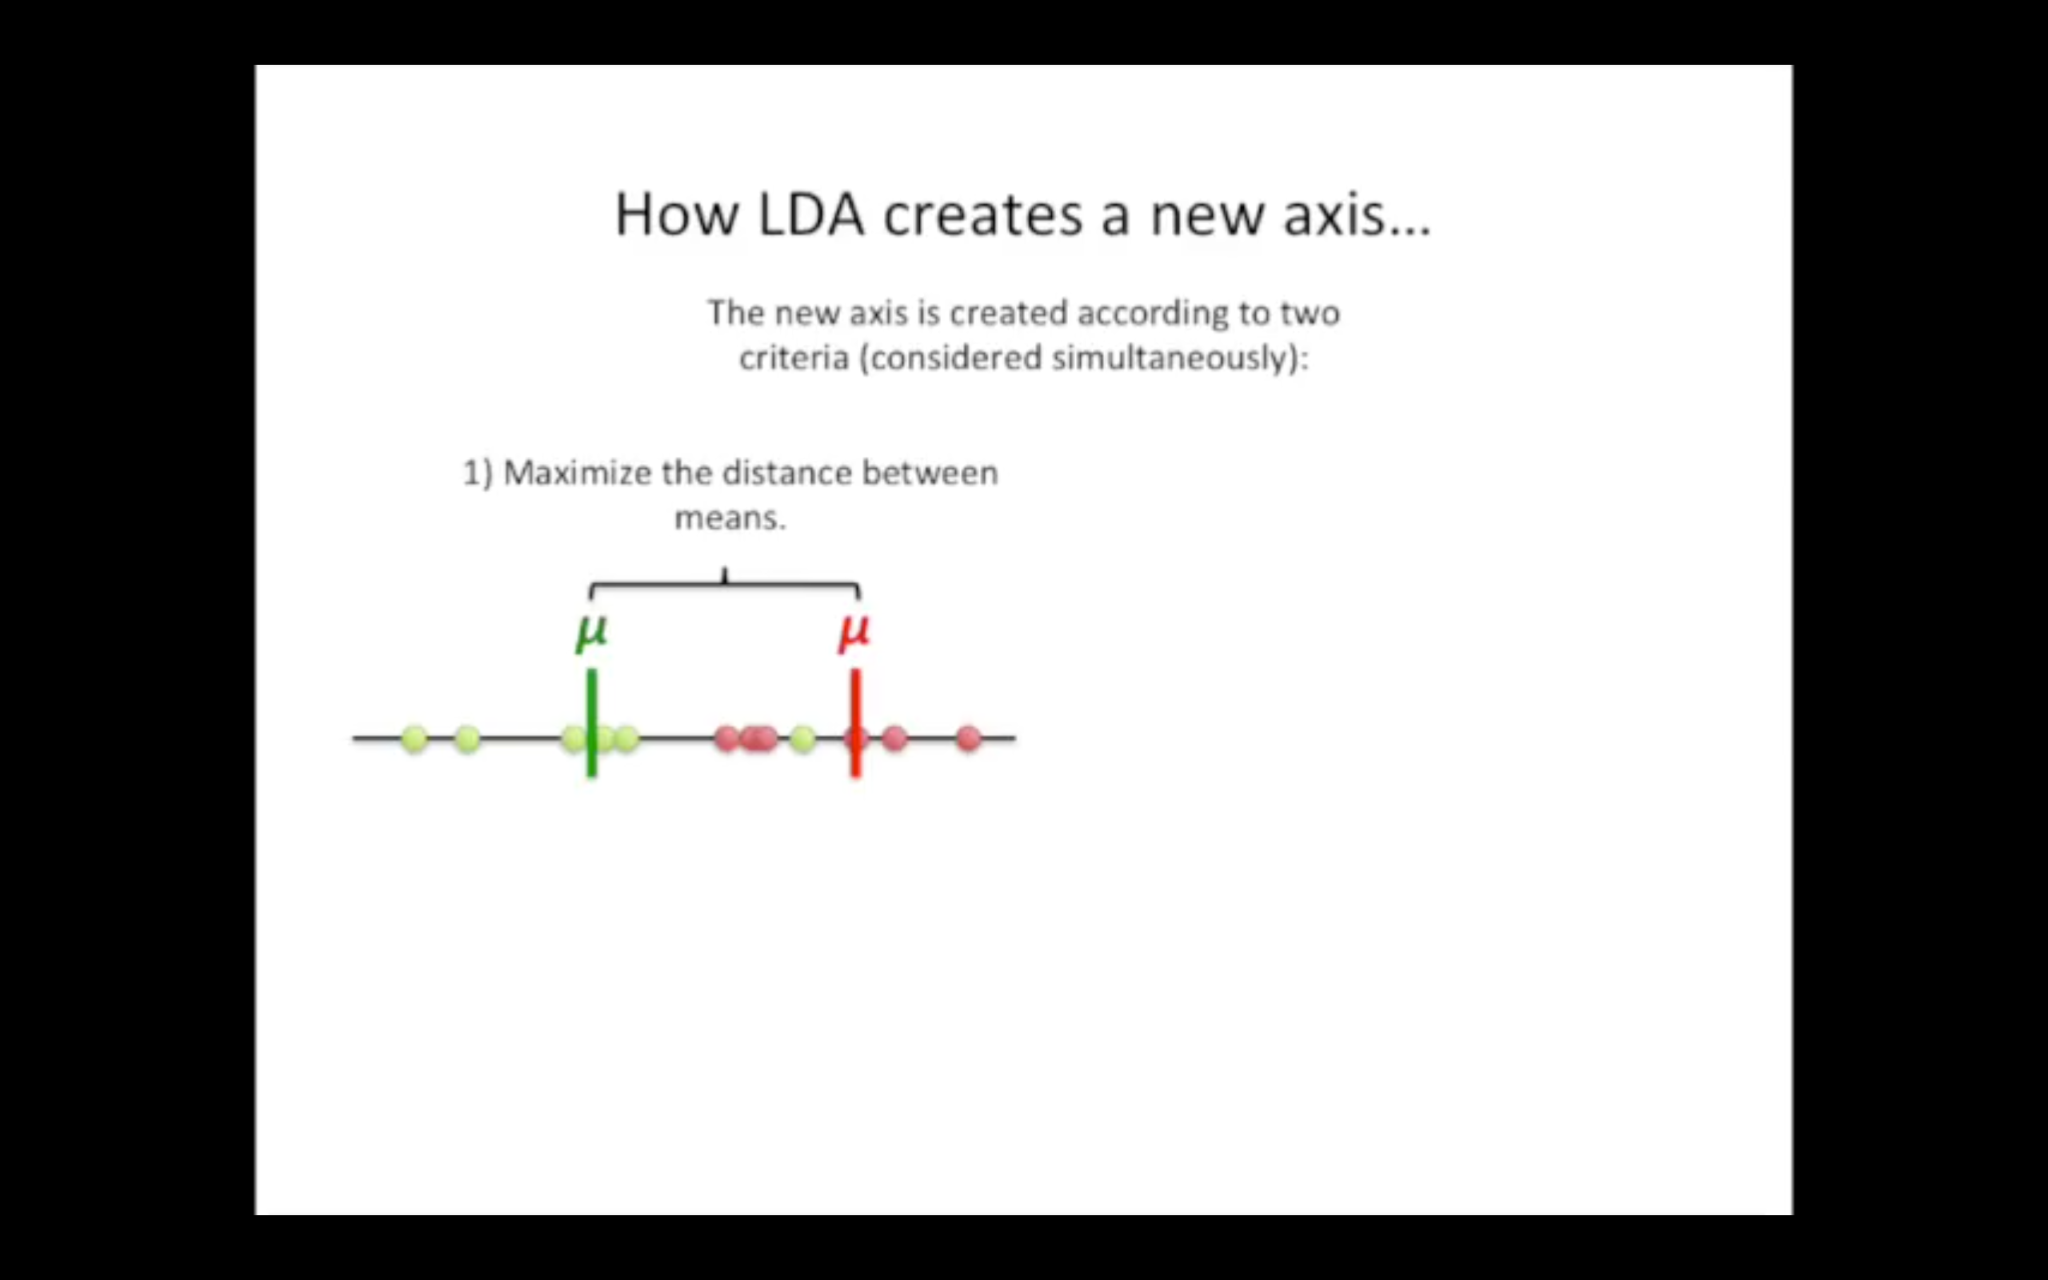 How LDA creates a new axis...
The new axis is created according to two
criteria (considered simultaneously):
1) Maximize the distance between
means.
μ μ